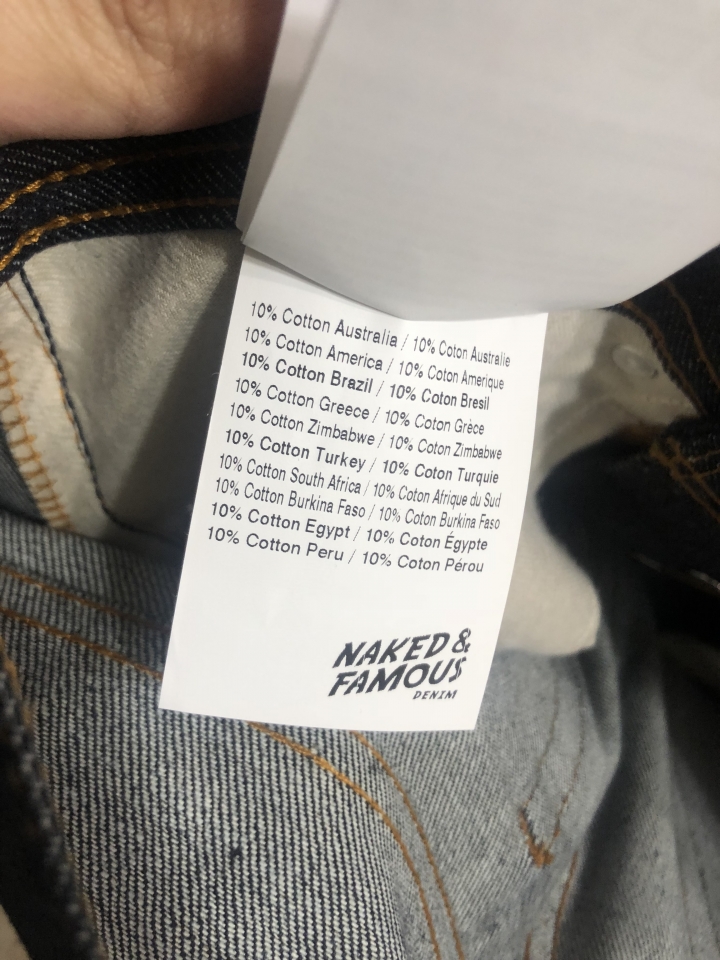 10% Cotton Australia / 10% Coton Australie
10% Cotton America / 10% Coton Amerique
10% Cotton Brazil / 10% Coton Bresil
10% Cotton Greece / 10% Coton Grèce
10% Cotton Zimbabwe / 10% Coton Zimbabwe
10% Cotton Turkey / 10% Coton Turquie
10% Cotton South Africa / 10% Coton Afrique du Sud
10% Cotton Burkina Faso / 10% Coton Burkina Faso
10% Cotton Egypt / 10% Coton Égypte
10% Cotton Peru / 10% Coton Pérou
NAKED &
FAMOUS
DENIM